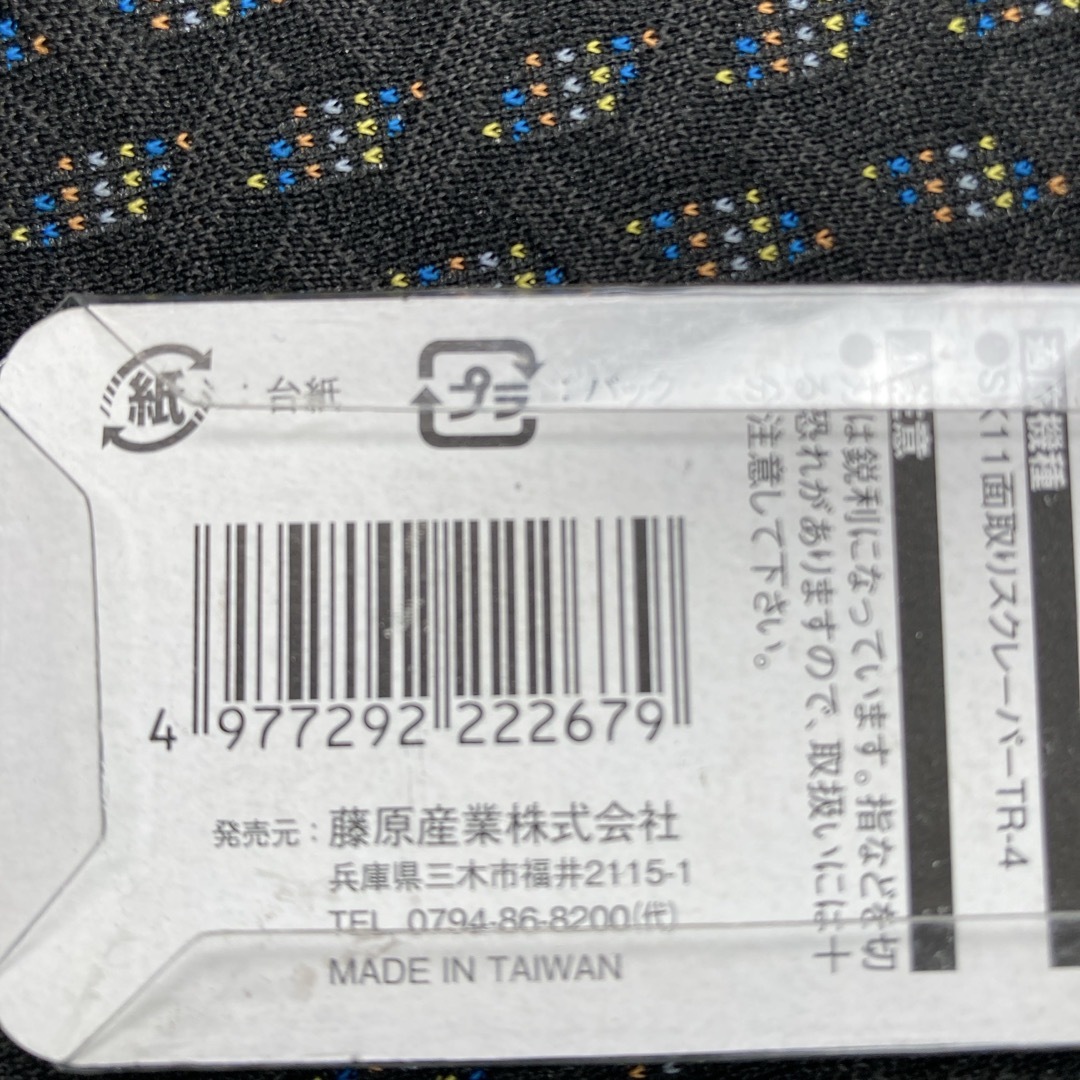 紙
：台紙
プラ
：パック
4 977292 222679
発売元：藤原産業株式会社
兵庫県三木市福井2115-1
TEL 0794-86-8200(代)
MADE IN TAIWAN
SK11面取りスクレーパーTR-4
は鋭利になっています。指などを切
る恐れがありますので、取扱いには十
分注意して下さい。